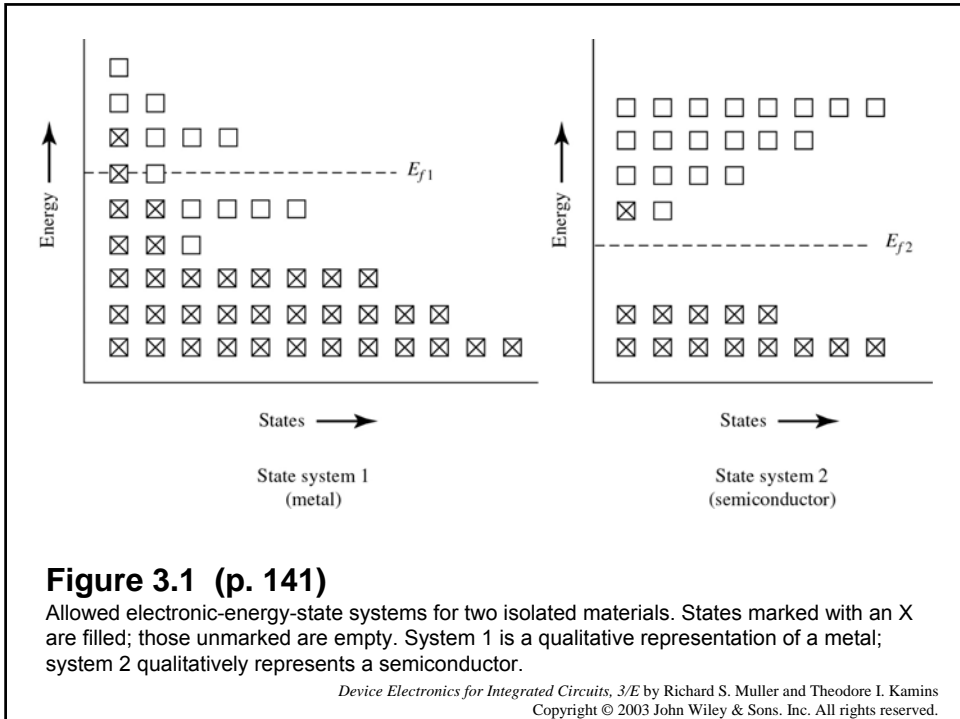 Energy
E_f1
States
State system 1
(metal)
Energy
E_f2
States
State system 2
(semiconductor)
Figure 3.1 (p. 141)
Allowed electronic-energy-state systems for two isolated materials. States marked with an X
are filled; those unmarked are empty. System 1 is a qualitative representation of a metal;
system 2 qualitatively represents a semiconductor.
Device Electronics for Integrated Circuits, 3/E by Richard S. Muller and Theodore I. Kamins
Copyright © 2003 John Wiley & Sons. Inc. All rights reserved.